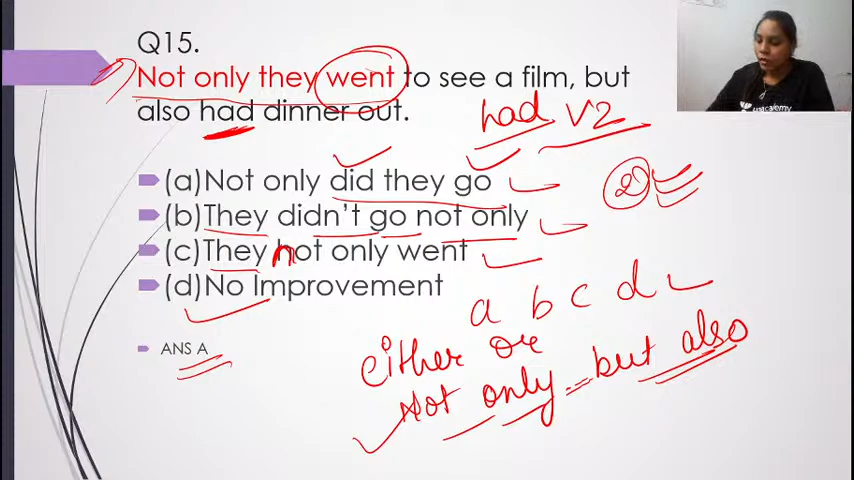 Q15.
Not only they went to see a film, but
also had dinner out.
had V2
(a)Not only did they go
(b)They didn't go not only
(c)They not only went
(d)No Improvement
2
a b c d
ANS A
either or
Not only = but also